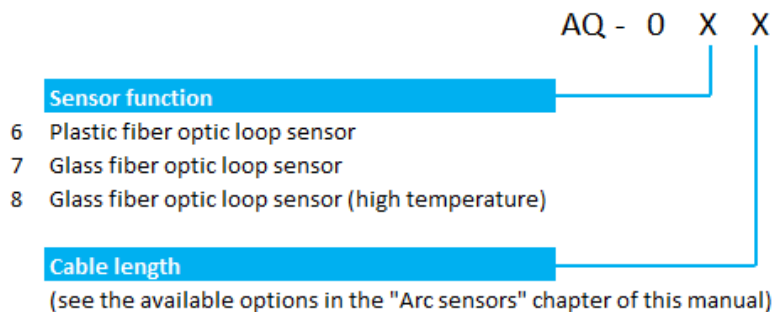 AQ - 0 X X
Sensor function
6 Plastic fiber optic loop sensor
7 Glass fiber optic loop sensor
8 Glass fiber optic loop sensor (high temperature)
Cable length
(see the available options in the "Arc sensors" chapter of this manual)